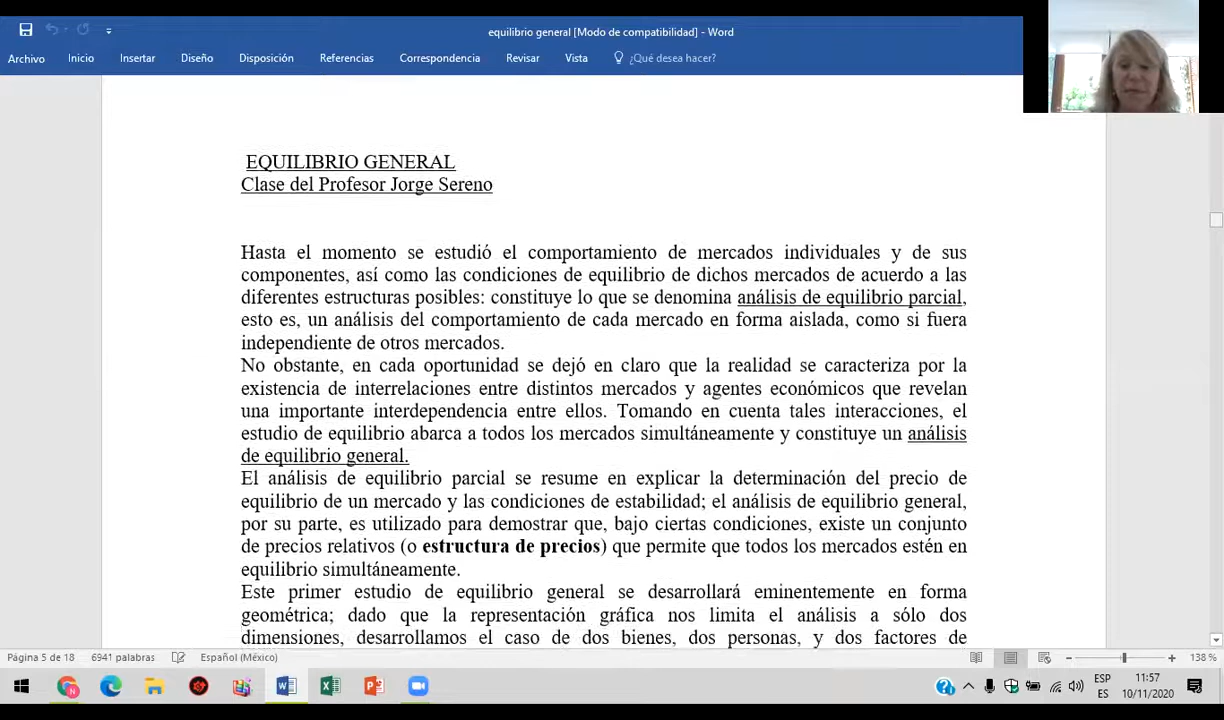 equilibrio general [Modo de compatibilidad] - Word
Archivo Inicio Insertar Diseño Disposición Referencias Correspondencia Revisar Vista ¿Qué desea hacer?
EQUILIBRIO GENERAL
Clase del Profesor Jorge Sereno
Hasta el momento se estudió el comportamiento de mercados individuales y de sus
componentes, así como las condiciones de equilibrio de dichos mercados de acuerdo a las
diferentes estructuras posibles: constituye lo que se denomina análisis de equilibrio parcial,
esto es, un análisis del comportamiento de cada mercado en forma aislada, como si fuera
independiente de otros mercados.
No obstante, en cada oportunidad se dejó en claro que la realidad se caracteriza por la
existencia de interrelaciones entre distintos mercados y agentes económicos que revelan
una importante interdependencia entre ellos. Tomando en cuenta tales interacciones, el
estudio de equilibrio abarca a todos los mercados simultáneamente y constituye un análisis
de equilibrio general.
El análisis de equilibrio parcial se resume en explicar la determinación del precio de
equilibrio de un mercado y las condiciones de estabilidad; el análisis de equilibrio general,
por su parte, es utilizado para demostrar que, bajo ciertas condiciones, existe un conjunto
de precios relativos (o estructura de precios) que permite que todos los mercados estén en
equilibrio simultáneamente.
Este primer estudio de equilibrio general se desarrollará eminentemente en forma
geométrica; dado que la representación gráfica nos limita el análisis a sólo dos
dimensiones, desarrollamos el caso de dos bienes, dos personas, y dos factores de
Página 5 de 18 6941 palabras Español (México) 138 %
ESP 11:57
ES 10/11/2020